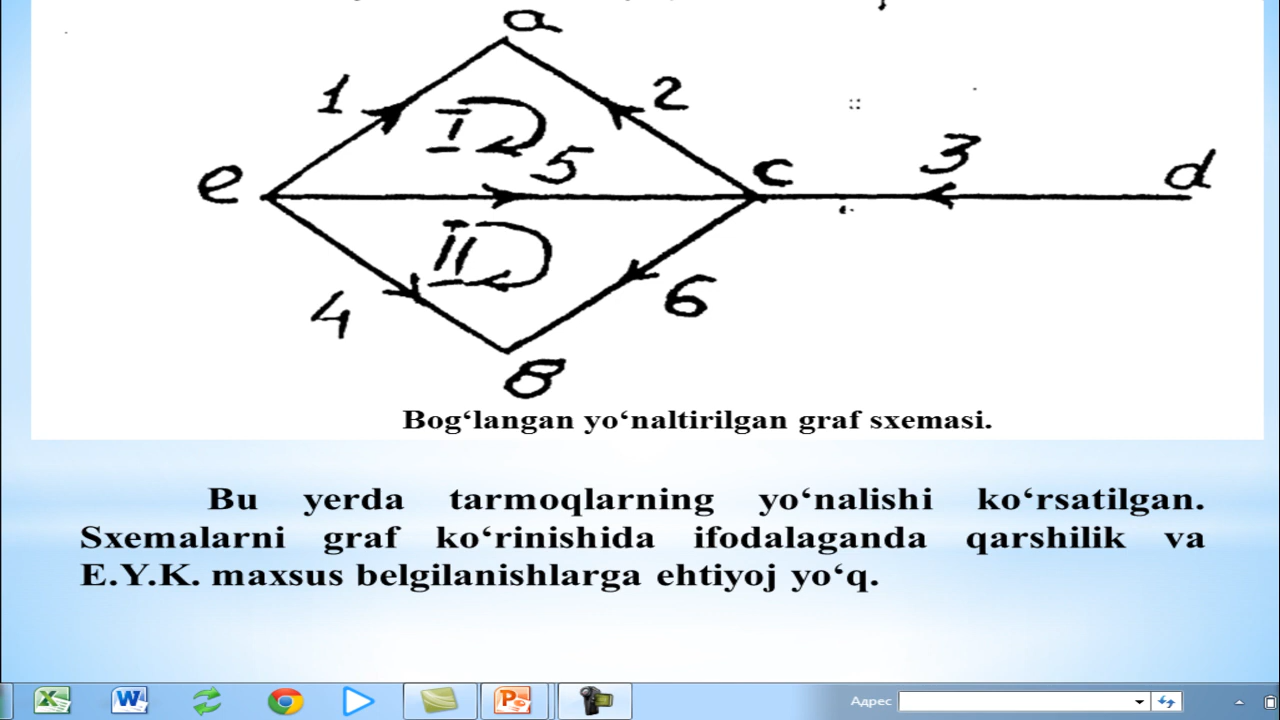 a
1
2
I
5
3
e
c
d
II
4
6
8
Bog‘langan yo‘naltirilgan graf sxemasi.
Bu yerda tarmoqlarning yo‘nalishi ko‘rsatilgan.
Sxemalarni graf ko‘rinishida ifodalaganda qarshilik va
E.Y.K. maxsus belgilanishlarga ehtiyoj yo‘q.
Адрес